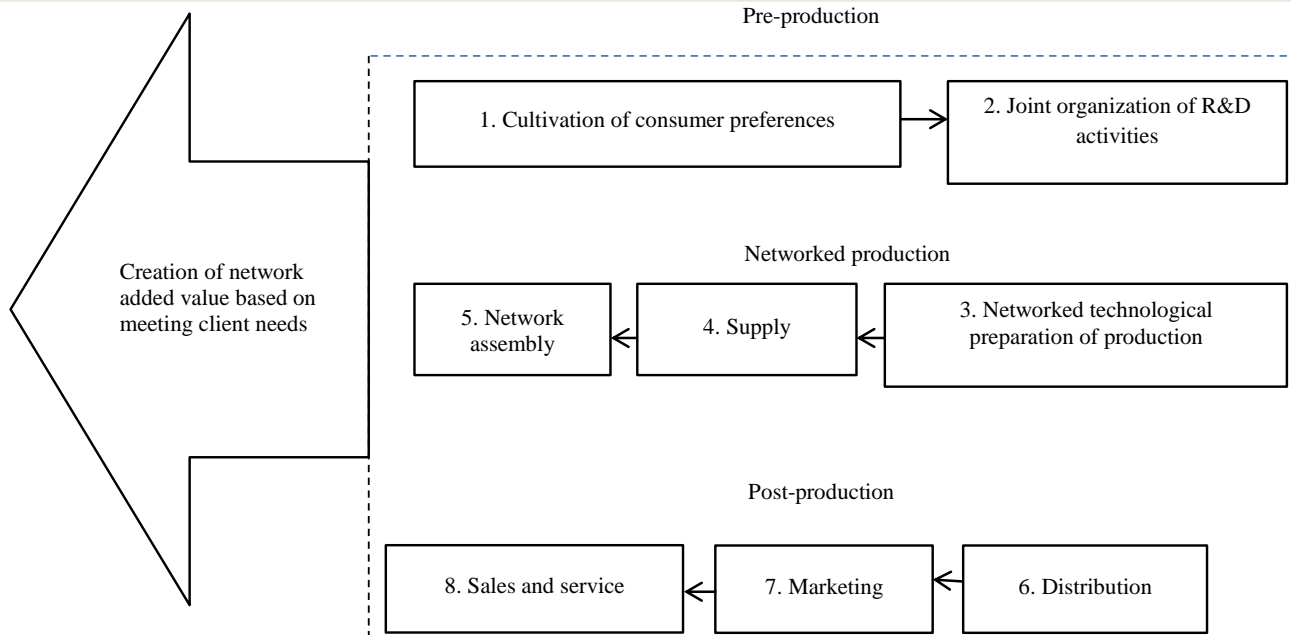 Pre-production
1. Cultivation of consumer preferences
2. Joint organization of R&D
activities
Creation of network
added value based on
meeting client needs
Networked production
5. Network
assembly
4. Supply
3. Networked technological
preparation of production
Post-production
8. Sales and service
7. Marketing
6. Distribution